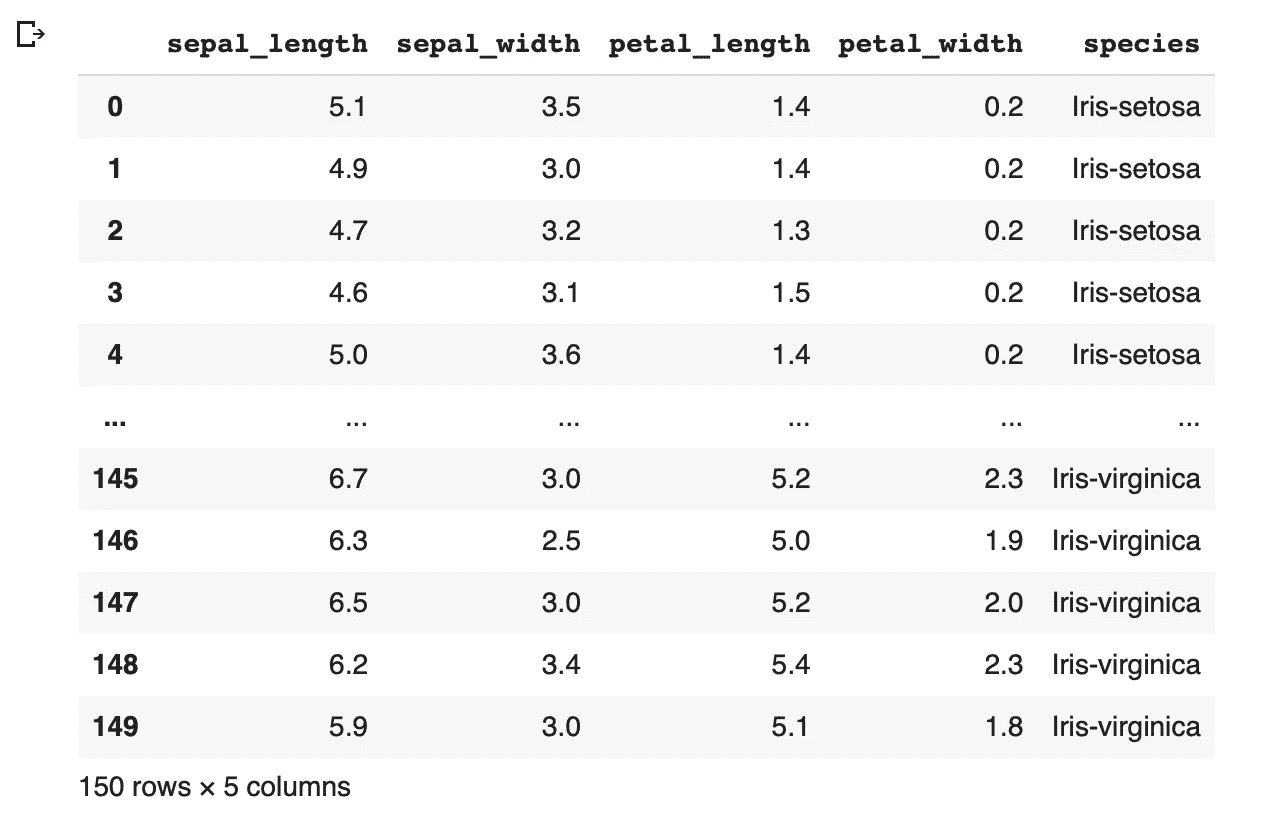 sepal_length sepal_width petal_length petal_width species
0 5.1 3.5 1.4 0.2 Iris-setosa
1 4.9 3.0 1.4 0.2 Iris-setosa
2 4.7 3.2 1.3 0.2 Iris-setosa
3 4.6 3.1 1.5 0.2 Iris-setosa
4 5.0 3.6 1.4 0.2 Iris-setosa
... ... ... ... ... ...
145 6.7 3.0 5.2 2.3 Iris-virginica
146 6.3 2.5 5.0 1.9 Iris-virginica
147 6.5 3.0 5.2 2.0 Iris-virginica
148 6.2 3.4 5.4 2.3 Iris-virginica
149 5.9 3.0 5.1 1.8 Iris-virginica
150 rows × 5 columns